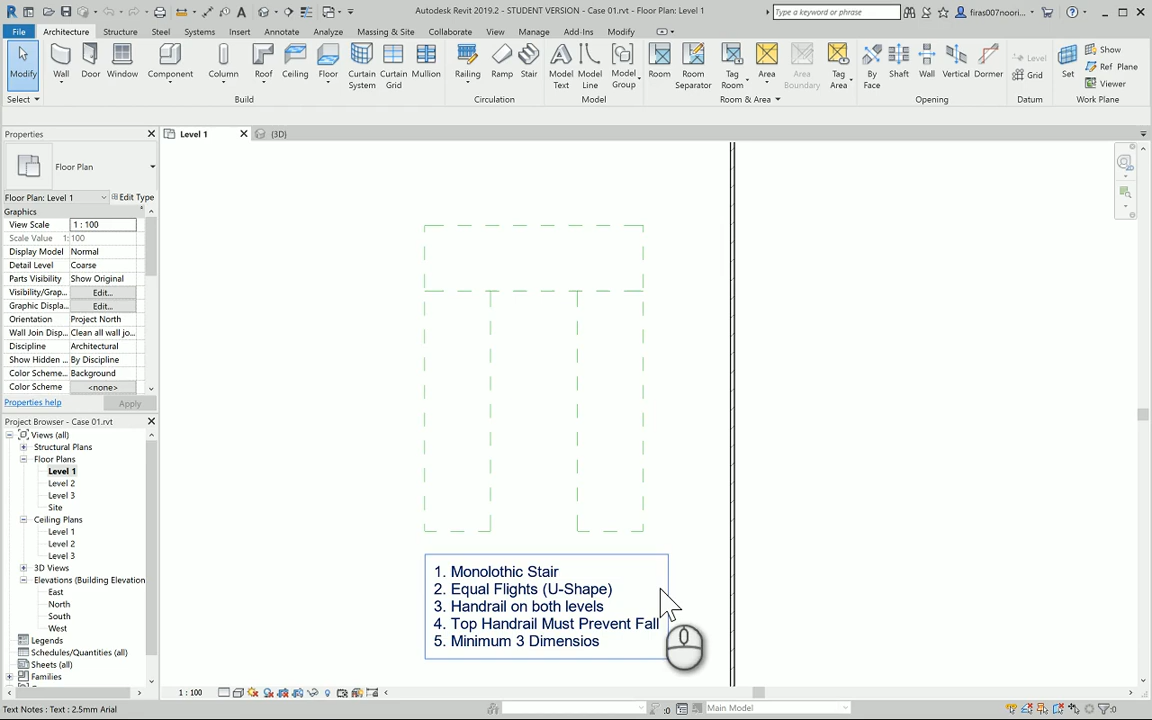 Autodesk Revit 2019.2 - STUDENT VERSION - Case 01.rvt - Floor Plan: Level 1
Type a keyword or phrase
firas007noori...
File Architecture Structure Steel Systems Insert Annotate Analyze Massing & Site Collaborate View Manage Add-Ins Modify
Modify Wall Door Window Component Column Roof Ceiling Floor Curtain System Curtain Grid Mullion Railing Ramp Stair Model Text Model Line Model Group Room Room Separator Tag Room Area Area Boundary Tag Area By Face Shaft Wall Vertical Dormer Level Grid Set Show Ref Plane Viewer
Select Build Circulation Model Room & Area Opening Datum Work Plane
Properties
Level 1
(3D)
Floor Plan
Floor Plan: Level 1
Edit Type
Graphics
View Scale 1 : 100
Scale Value 1: 100
Display Model Normal
Detail Level Coarse
Parts Visibility Show Original
Visibility/Grap... Edit...
Graphic Displa... Edit...
Orientation Project North
Wall Join Disp... Clean all wall jo...
Discipline Architectural
Show Hidden ... By Discipline
Color Scheme... Background
Color Scheme <none>
Properties help Apply
Project Browser - Case 01.rvt
Views (all)
Structural Plans
Floor Plans
Level 1
Level 2
Level 3
Site
Ceiling Plans
Level 1
Level 2
Level 3
3D Views
Elevations (Building Elevation
East
North
South
West
Legends
Schedules/Quantities (all)
Sheets (all)
Families
1. Monolothic Stair
2. Equal Flights (U-Shape)
3. Handrail on both levels
4. Top Handrail Must Prevent Fall
5. Minimum 3 Dimensios
1 : 100
Text Notes : Text : 2.5mm Arial
:0
Main Model
:0